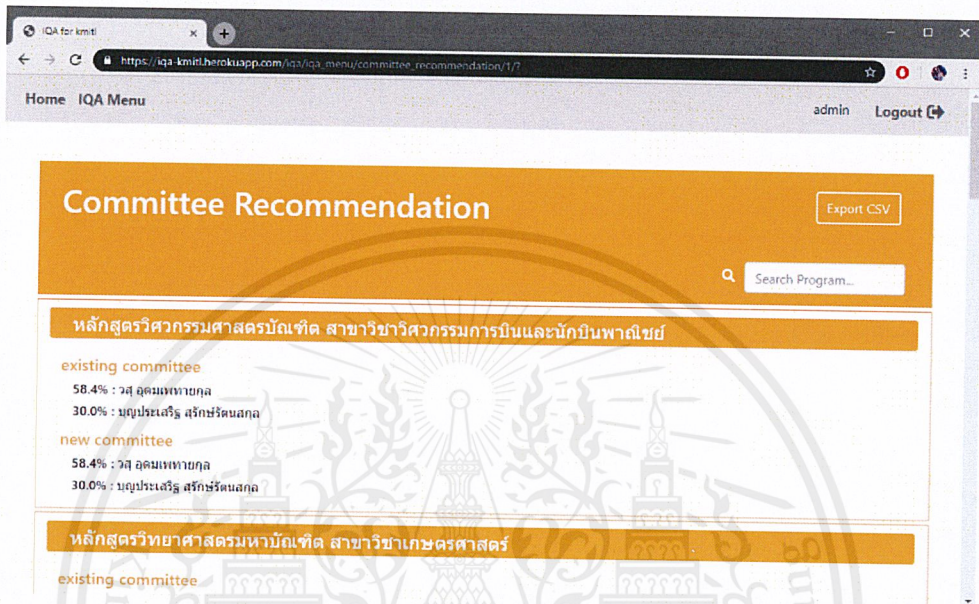 IQA for kmitl
https://iqa-kmitl.herokuapp.com/iqa/iqa_menu/committee_recommendation/1/?
Home IQA Menu admin Logout
Committee Recommendation
Export CSV
Search Program...
หลักสูตรวิศวกรรมศาสตรบัณฑิต สาขาวิชาวิศวกรรมการบินและนักบินพาณิชย์
existing committee
58.4% : วสุ อุดมเพทายกุล
30.0% : บุญประเสริฐ สุรักษ์รัตนสกุล
new committee
58.4% : วสุ อุดมเพทายกุล
30.0% : บุญประเสริฐ สุรักษ์รัตนสกุล
หลักสูตรวิทยาศาสตรมหาบัณฑิต สาขาวิชาเกษตรศาสตร์
existing committee